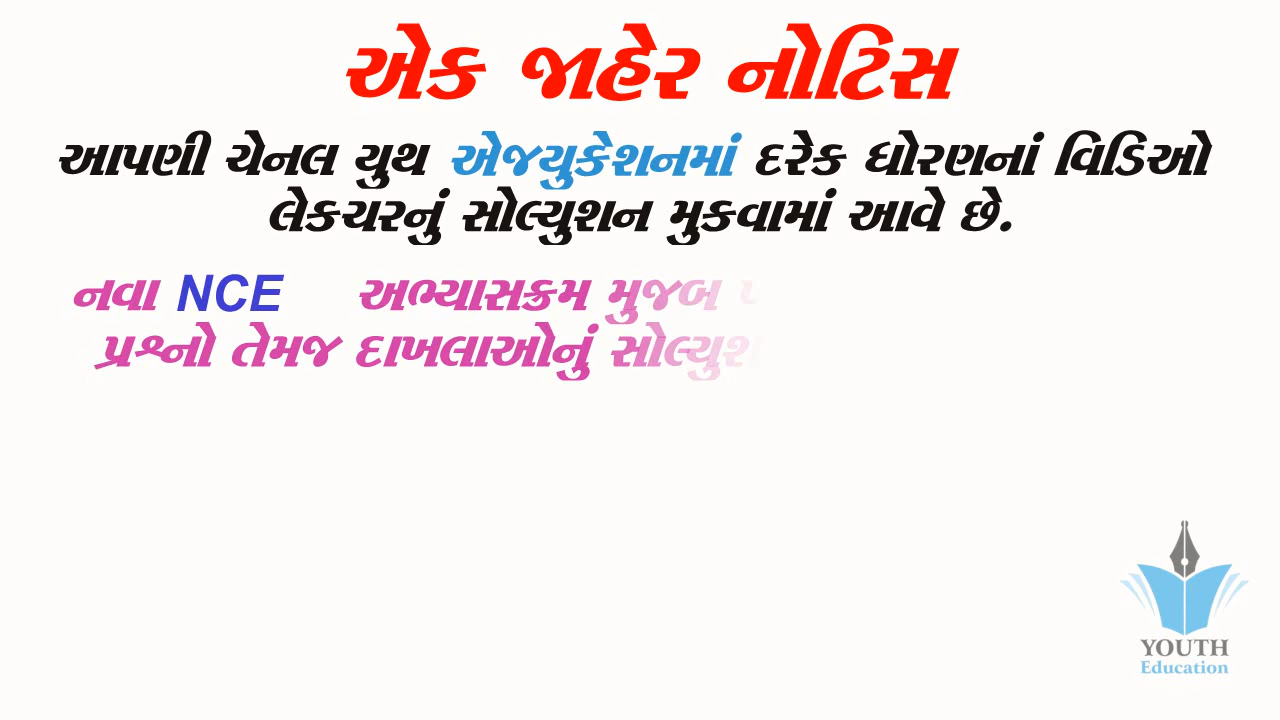 એક જાહેર નોટિસ
આપણી ચેનલ યુથ એજયુકેશનમાં દરેક ધોરણનાં વિડિઓ
લેકચરનું સોલ્યુશન મુકવામાં આવે છે.
નવા NCE અભ્યાસક્રમ મુજબ
પ્રશ્નો તેમજ દાખલાઓનું
YOUTH
Education